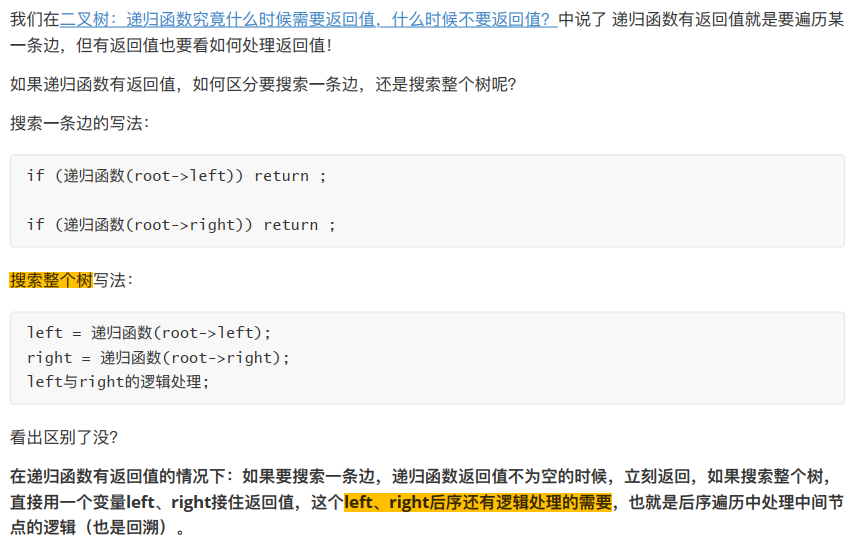 我们在二叉树：递归函数究竟什么时候需要返回值，什么时候不要返回值？中说了 递归函数有返回值就是要遍历某
一条边，但有返回值也要看如何处理返回值！
如果递归函数有返回值，如何区分要搜索一条边，还是搜索整个树呢？
搜索一条边的写法：
if (递归函数(root->left)) return ;
if (递归函数(root->right)) return ;
搜索整个树写法：
left = 递归函数(root->left);
right = 递归函数(root->right);
left与right的逻辑处理;
看出区别了没？
在递归函数有返回值的情况下：如果要搜索一条边，递归函数返回值不为空的时候，立刻返回，如果搜索整个树，
直接用一个变量left、right接住返回值，这个left、right后序还有逻辑处理的需要，也就是后序遍历中处理中间节
点的逻辑（也是回溯）。